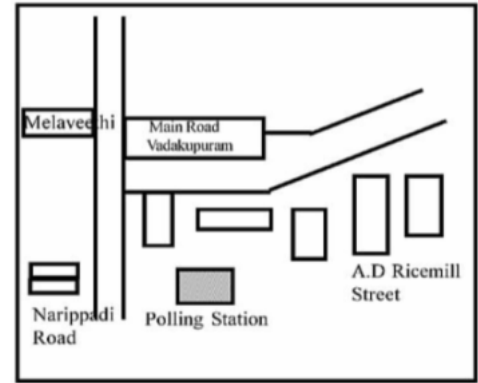 Melaveethi
Main Road
Vadakupuram
A.D Ricemill
Street
Narippadi
Road
Polling Station